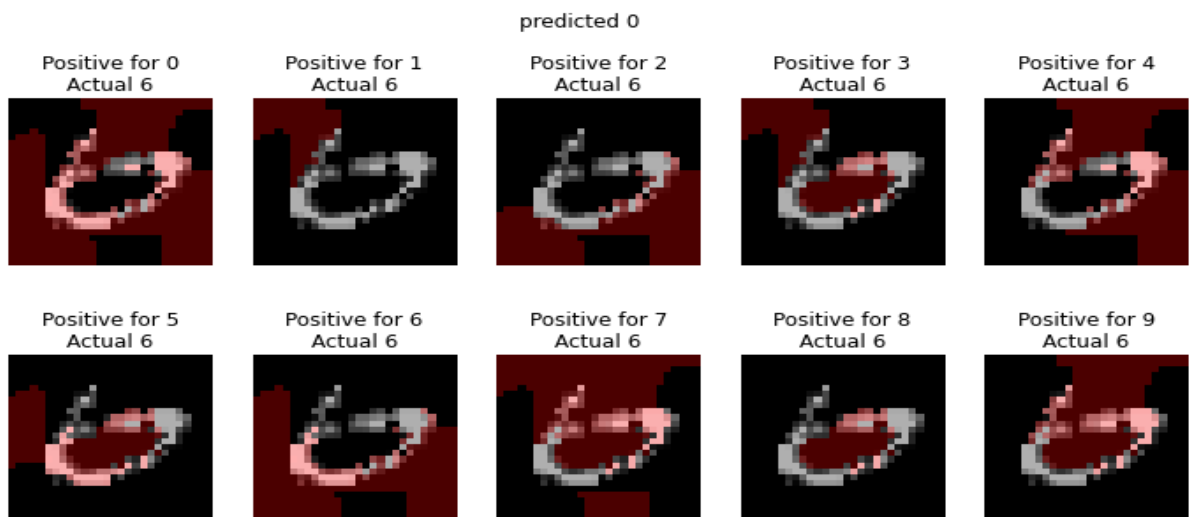 predicted 0
Positive for 0
Actual 6
Positive for 1
Actual 6
Positive for 2
Actual 6
Positive for 3
Actual 6
Positive for 4
Actual 6
Positive for 5
Actual 6
Positive for 6
Actual 6
Positive for 7
Actual 6
Positive for 8
Actual 6
Positive for 9
Actual 6